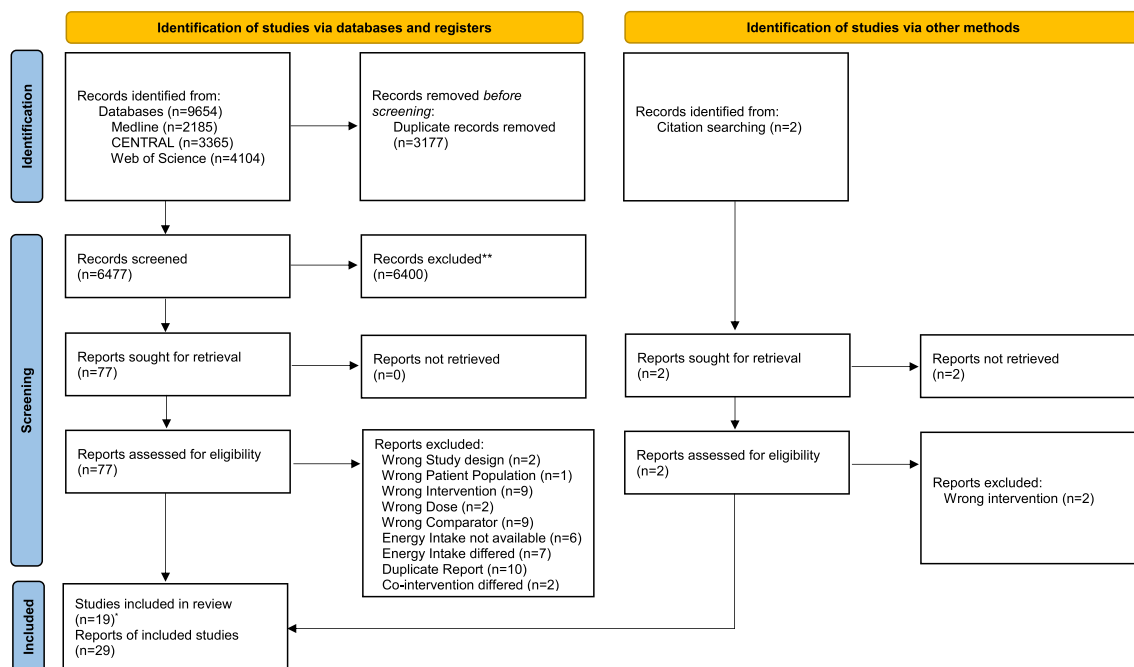 Identification of studies via databases and registers
Identification of studies via other methods
Identification
Records identified from:
Databases (n=9654)
Medline (n=2185)
CENTRAL (n=3365)
Web of Science (n=4104)
Records removed before
screening:
Duplicate records removed
(n=3177)
Records identified from:
Citation searching (n=2)
Screening
Records screened
(n=6477)
Records excluded**
(n=6400)
Reports sought for retrieval
(n=77)
Reports not retrieved
(n=0)
Reports sought for retrieval
(n=2)
Reports not retrieved
(n=2)
Reports assessed for eligibility
(n=77)
Reports excluded:
Wrong Study design (n=2)
Wrong Patient Population (n=1)
Wrong Intervention (n=9)
Wrong Dose (n=2)
Wrong Comparator (n=9)
Energy Intake not available (n=6)
Energy Intake differed (n=7)
Duplicate Report (n=10)
Co-intervention differed (n=2)
Reports assessed for eligibility
(n=2)
Reports excluded:
Wrong intervention (n=2)
Included
Studies included in review
(n=19)*
Reports of included studies
(n=29)